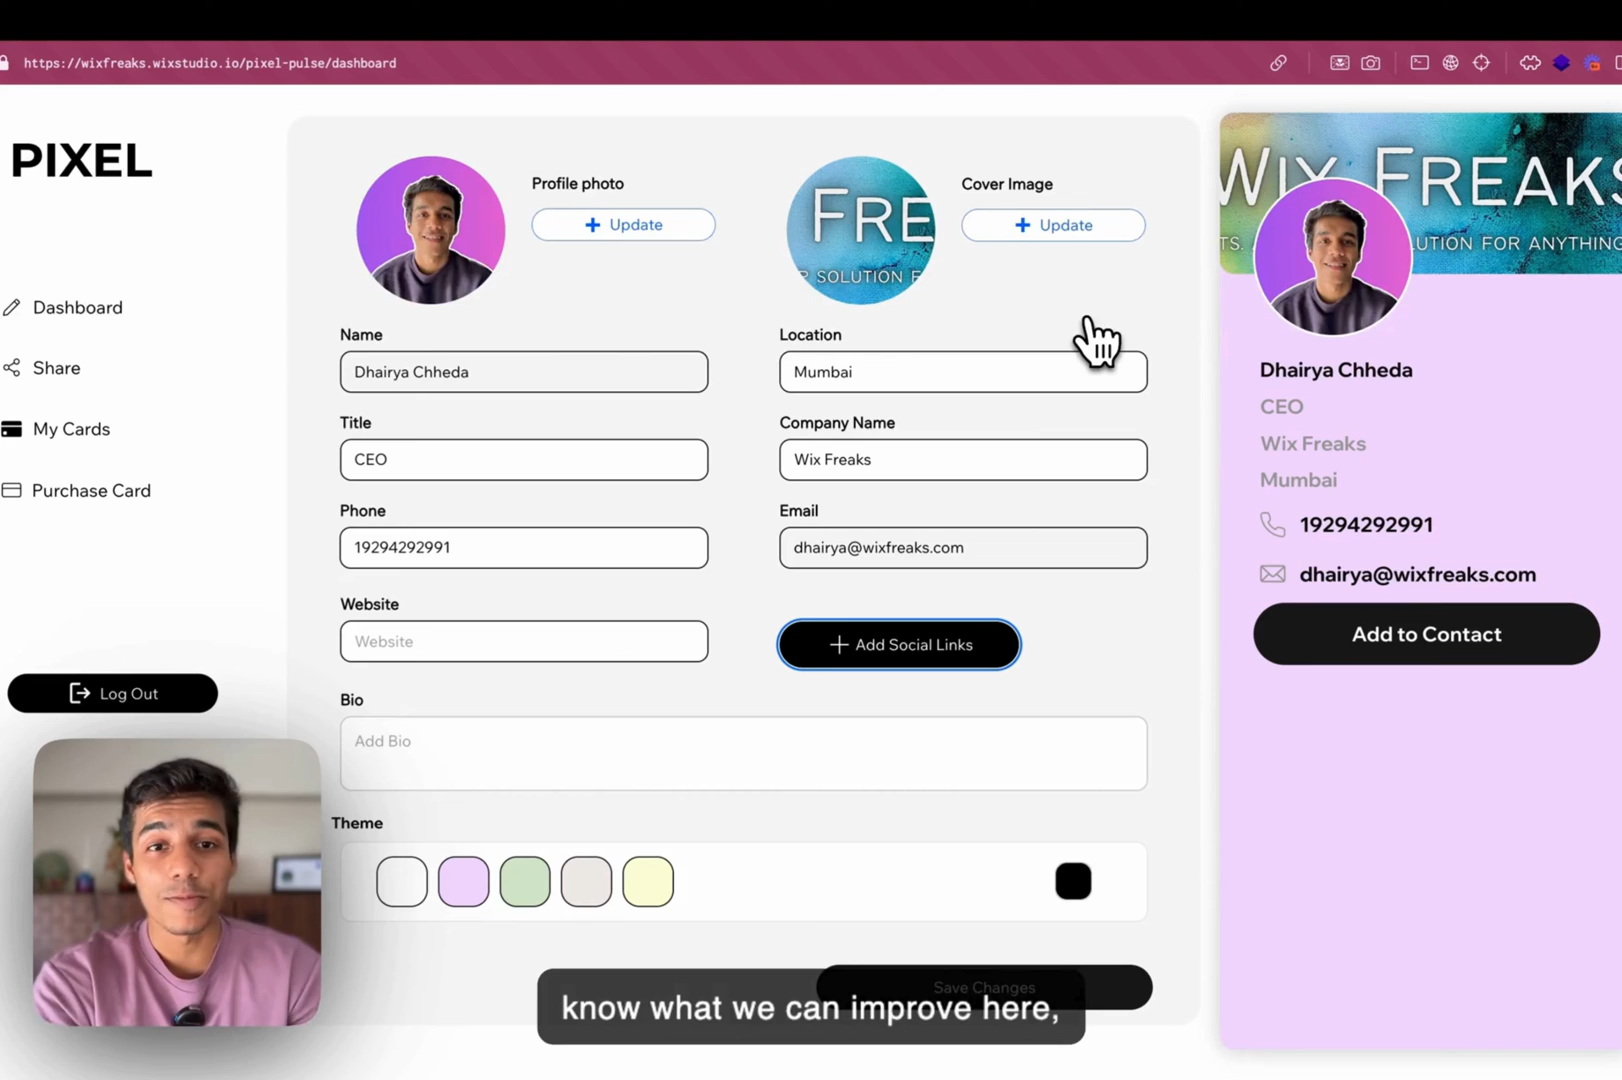 https://wixfreaks.wixstudio.io/pixel-pulse/dashboard
PIXEL
Dashboard
Share
My Cards
Purchase Card
Log Out
Profile photo
Update
FRE
R SOLUTION F
Cover Image
Update
Name
Dhairya Chheda
Location
Mumbai
Title
CEO
Company Name
Wix Freaks
Phone
19294292991
Email
dhairya@wixfreaks.com
Website
Website
Add Social Links
Bio
Add Bio
Theme
Save Changes
know what we can improve here,
WIX FREAKS
TS. LUTION FOR ANYTHING
Dhairya Chheda
CEO
Wix Freaks
Mumbai
19294292991
dhairya@wixfreaks.com
Add to Contact